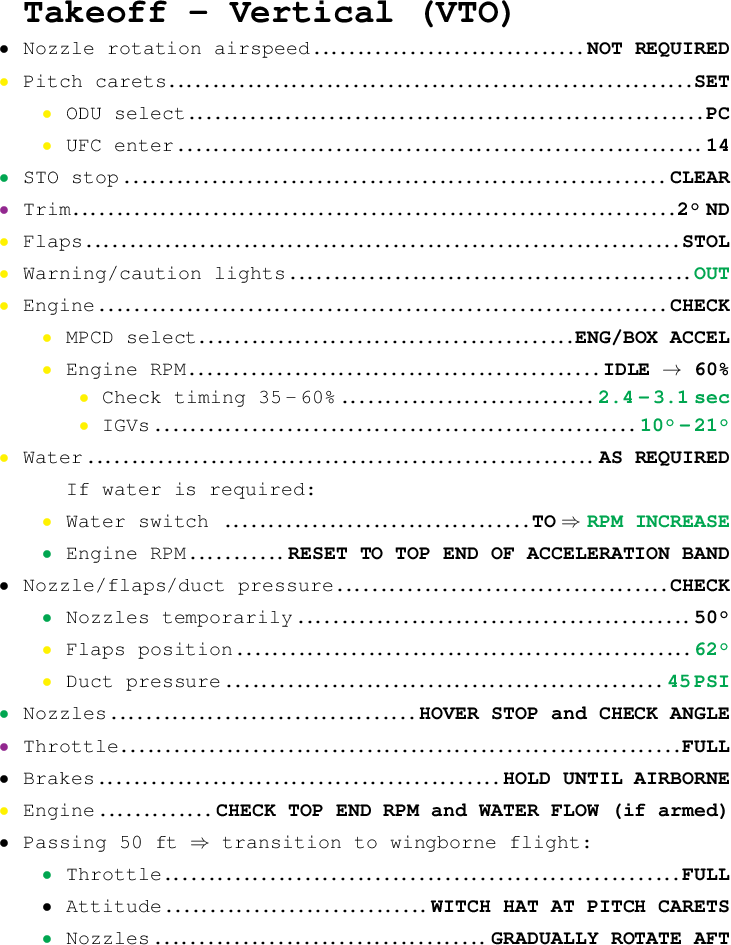 Takeoff – Vertical (VTO)
• Nozzle rotation airspeed..............................NOT REQUIRED
• Pitch carets..........................................................SET
• ODU select.........................................................PC
• UFC enter..........................................................14
• STO stop............................................................CLEAR
• Trim...................................................................2° ND
• Flaps..................................................................STOL
• Warning/caution lights.............................................OUT
• Engine...............................................................CHECK
• MPCD select..........................................ENG/BOX ACCEL
• Engine RPM..............................................IDLE → 60%
• Check timing 35–60%............................2.4–3.1 sec
• IGVs.....................................................10°–21°
• Water.........................................................AS REQUIRED
If water is required:
• Water switch ..................................TO ⇒ RPM INCREASE
• Engine RPM...........RESET TO TOP END OF ACCELERATION BAND
• Nozzle/flaps/duct pressure.....................................CHECK
• Nozzles temporarily............................................50°
• Flaps position...................................................62°
• Duct pressure.................................................45 PSI
• Nozzles..................................HOVER STOP and CHECK ANGLE
• Throttle..............................................................FULL
• Brakes............................................HOLD UNTIL AIRBORNE
• Engine.............CHECK TOP END RPM and WATER FLOW (if armed)
• Passing 50 ft ⇒ transition to wingborne flight:
• Throttle.........................................................FULL
• Attitude.............................WITCH HAT AT PITCH CARETS
• Nozzles.....................................GRADUALLY ROTATE AFT